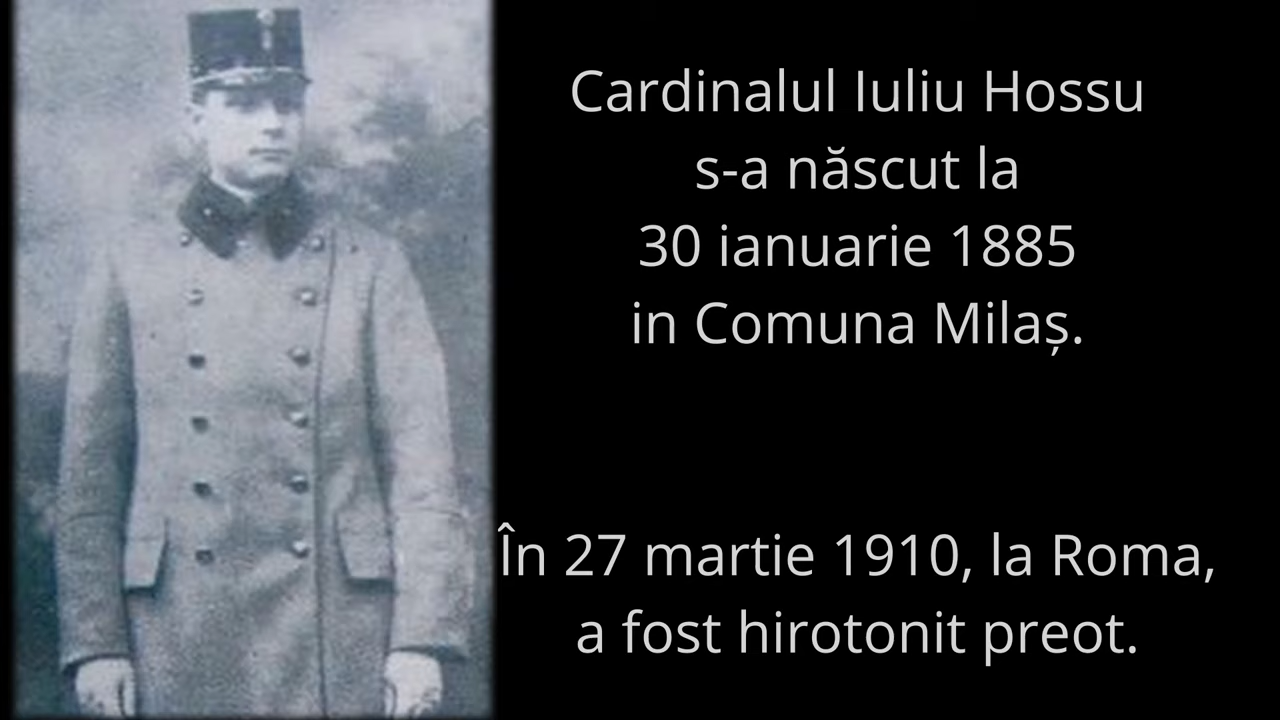 Cardinalul Iuliu Hossu
s-a născut la
30 ianuarie 1885
in Comuna Milaș.
În 27 martie 1910, la Roma,
a fost hirotonit preot.